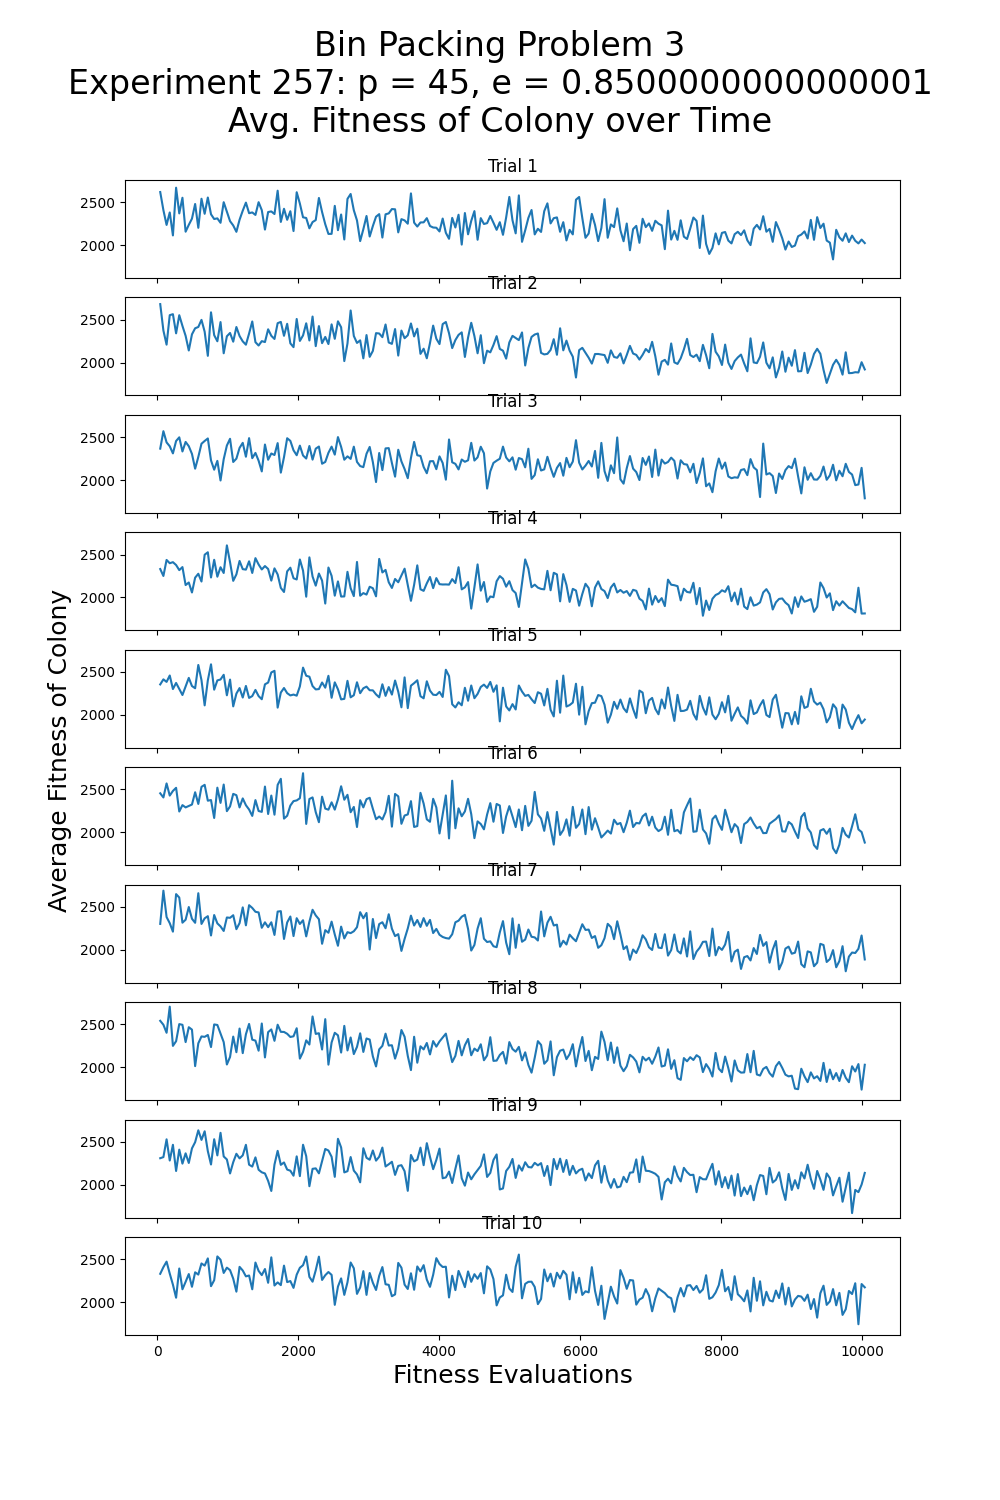 Bin Packing Problem 3
Experiment 257: p = 45, e = 0.8500000000000001
Avg. Fitness of Colony over Time
Trial 1
2500
2000
Trial 2
2500
2000
Trial 3
2500
2000
Trial 4
2500
2000
Trial 5
2500
2000
Trial 6
2500
2000
Trial 7
2500
2000
Trial 8
2500
2000
Trial 9
2500
2000
Trial 10
2500
2000
0 2000 4000 6000 8000 10000
Fitness Evaluations
Average Fitness of Colony